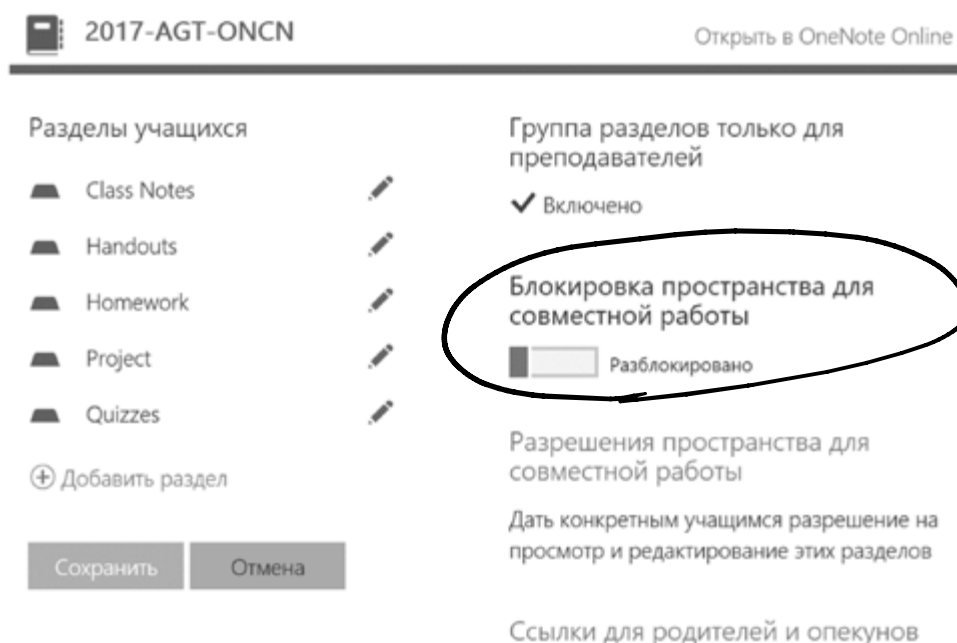 2017-AGT-ONCN
Открыть в OneNote Online
Разделы учащихся
Class Notes
Handouts
Homework
Project
Quizzes
Добавить раздел
Сохранить
Отмена
Группа разделов только для
преподавателей
Включено
Блокировка пространства для
совместной работы
Разблокировано
Разрешения пространства для
совместной работы
Дать конкретным учащимся разрешение на
просмотр и редактирование этих разделов
Ссылки для родителей и опекунов